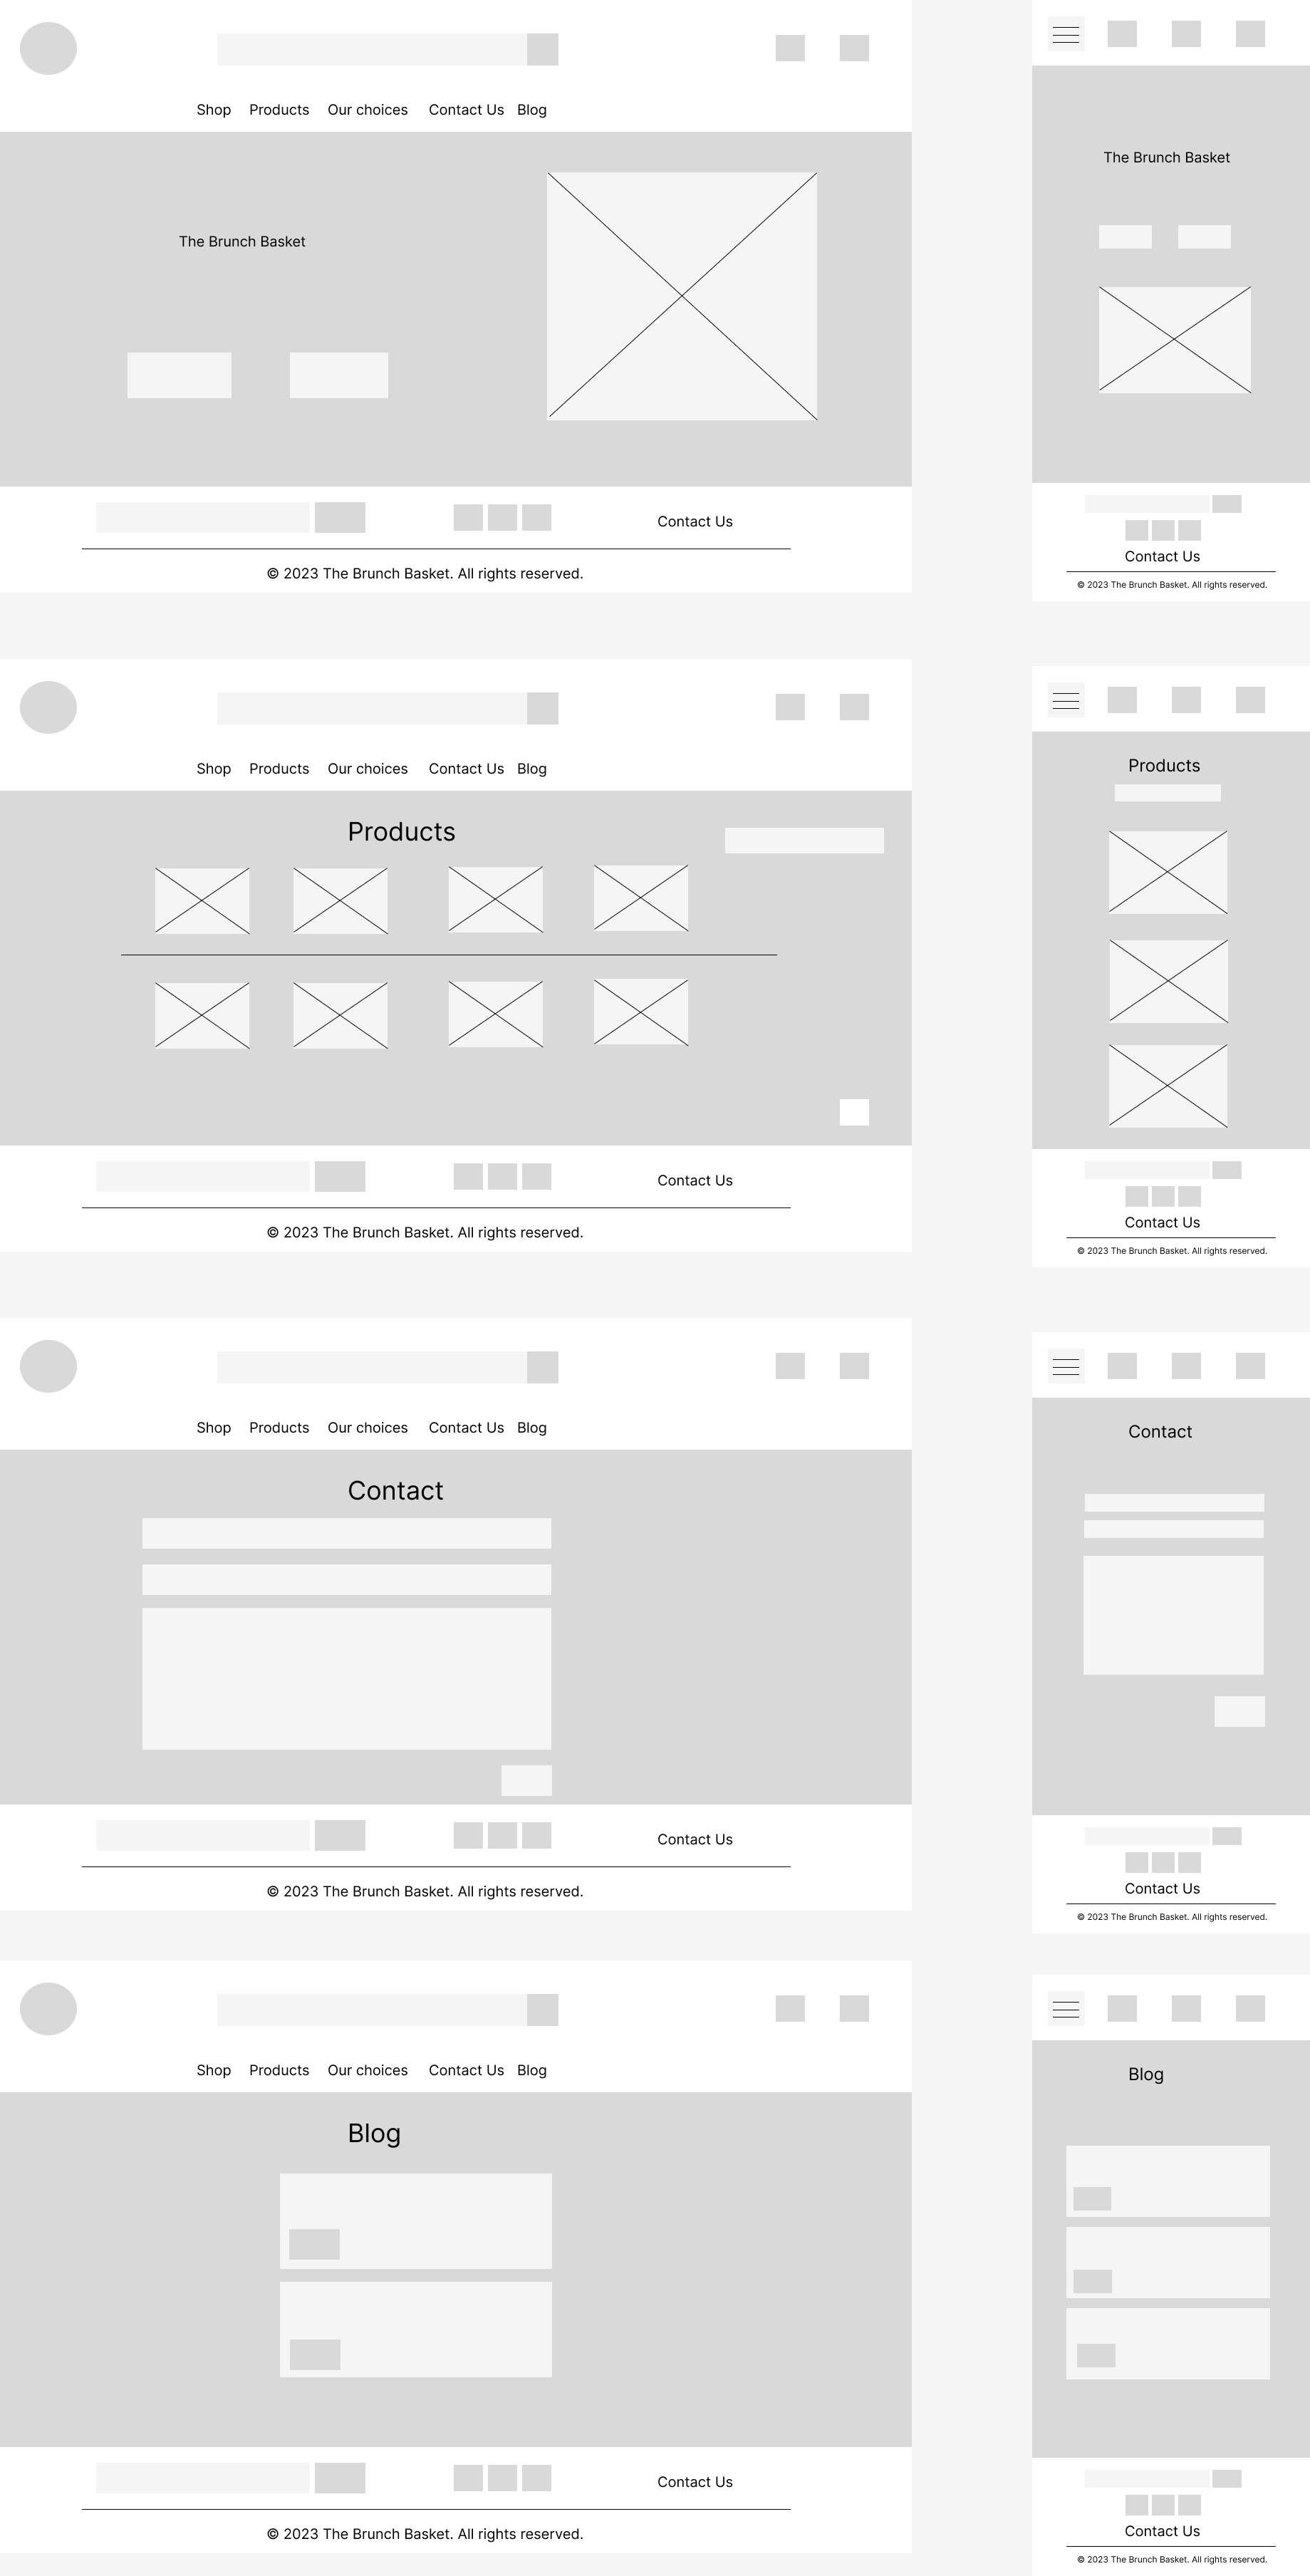 Shop Products Our choices Contact Us Blog
The Brunch Basket
Contact Us
© 2023 The Brunch Basket. All rights reserved.
The Brunch Basket
Contact Us
© 2023 The Brunch Basket. All rights reserved.
Shop Products Our choices Contact Us Blog
Products
Contact Us
© 2023 The Brunch Basket. All rights reserved.
Products
Contact Us
© 2023 The Brunch Basket. All rights reserved.
Shop Products Our choices Contact Us Blog
Contact
Contact Us
© 2023 The Brunch Basket. All rights reserved.
Contact
Contact Us
© 2023 The Brunch Basket. All rights reserved.
Shop Products Our choices Contact Us Blog
Blog
Contact Us
© 2023 The Brunch Basket. All rights reserved.
Blog
Contact Us
© 2023 The Brunch Basket. All rights reserved.